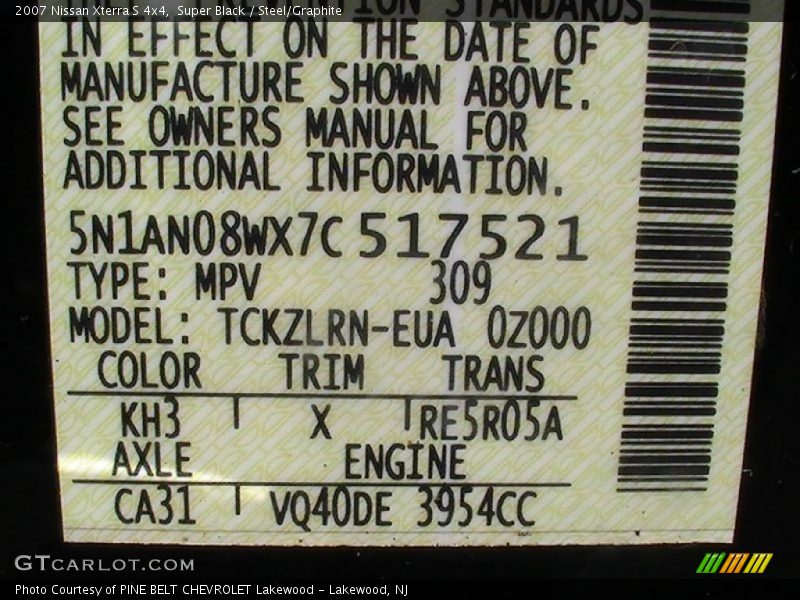 2007 Nissan Xterra S 4x4, Super Black / Steel/Graphite
ION STANDARDS
IN EFFECT ON THE DATE OF
MANUFACTURE SHOWN ABOVE.
SEE OWNERS MANUAL FOR
ADDITIONAL INFORMATION.
5N1AN08WX7C517521
TYPE: MPV 309
MODEL: TCKZLRN-EUA 0Z000
COLOR TRIM TRANS
KH3 X RE5R05A
AXLE ENGINE
CA31 VQ40DE 3954CC
GTCARLOT.COM
Photo Courtesy of PINE BELT CHEVROLET Lakewood - Lakewood, NJ